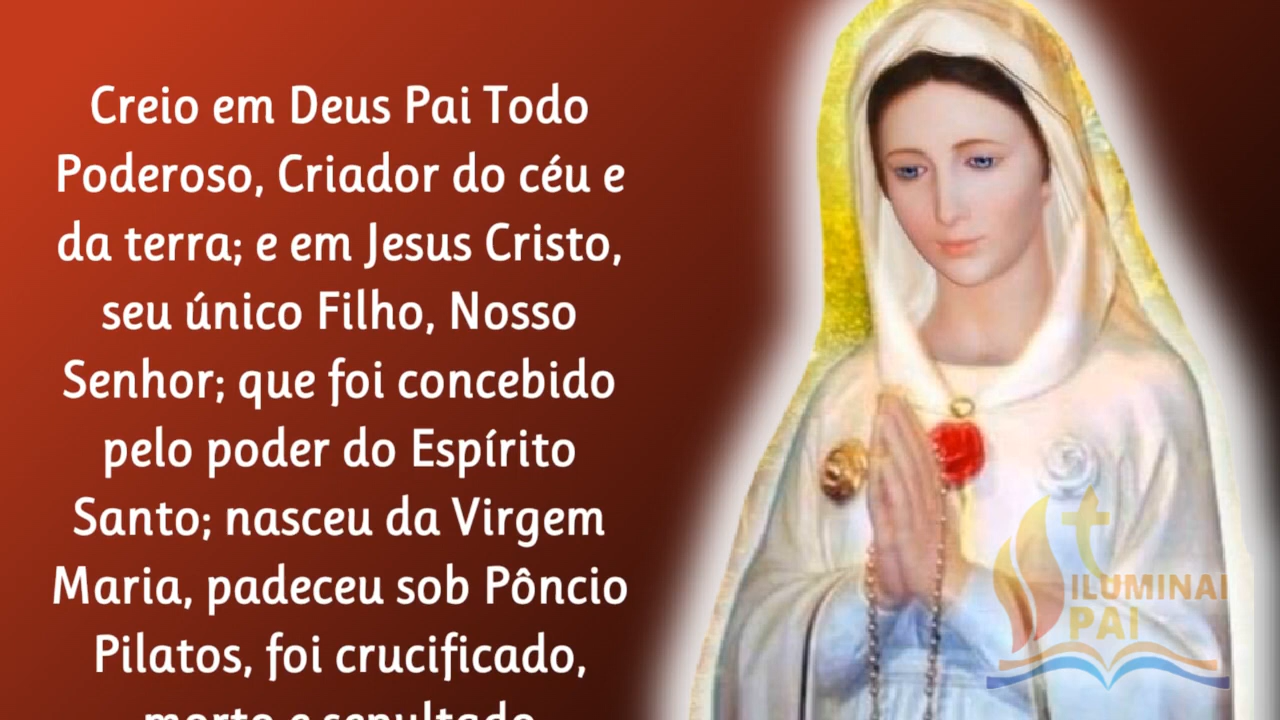 Creio em Deus Pai Todo
Poderoso, Criador do céu e
da terra; e em Jesus Cristo,
seu único Filho, Nosso
Senhor; que foi concebido
pelo poder do Espírito
Santo; nasceu da Virgem
Maria, padeceu sob Pôncio
Pilatos, foi crucificado,
morto e sepultado
ILUMINAI
PAI